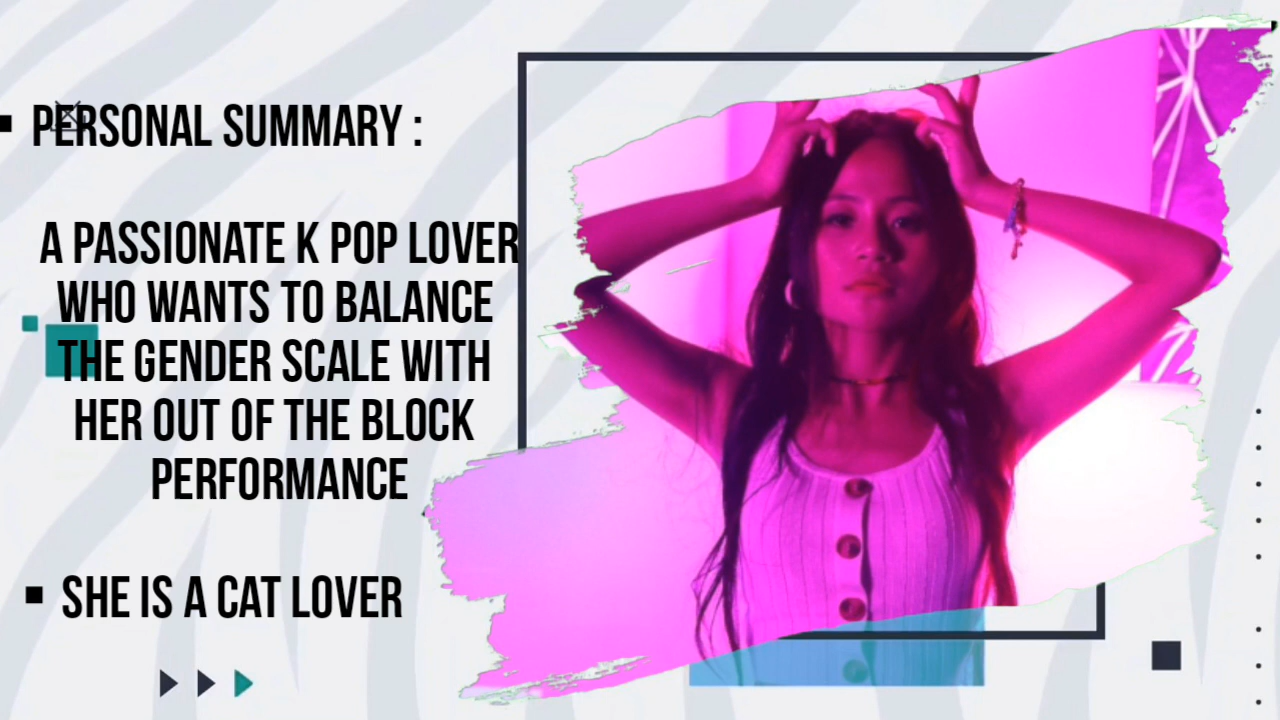 PERSONAL SUMMARY :
A PASSIONATE K POP LOVER
WHO WANTS TO BALANCE
THE GENDER SCALE WITH
HER OUT OF THE BLOCK
PERFORMANCE
SHE IS A CAT LOVER